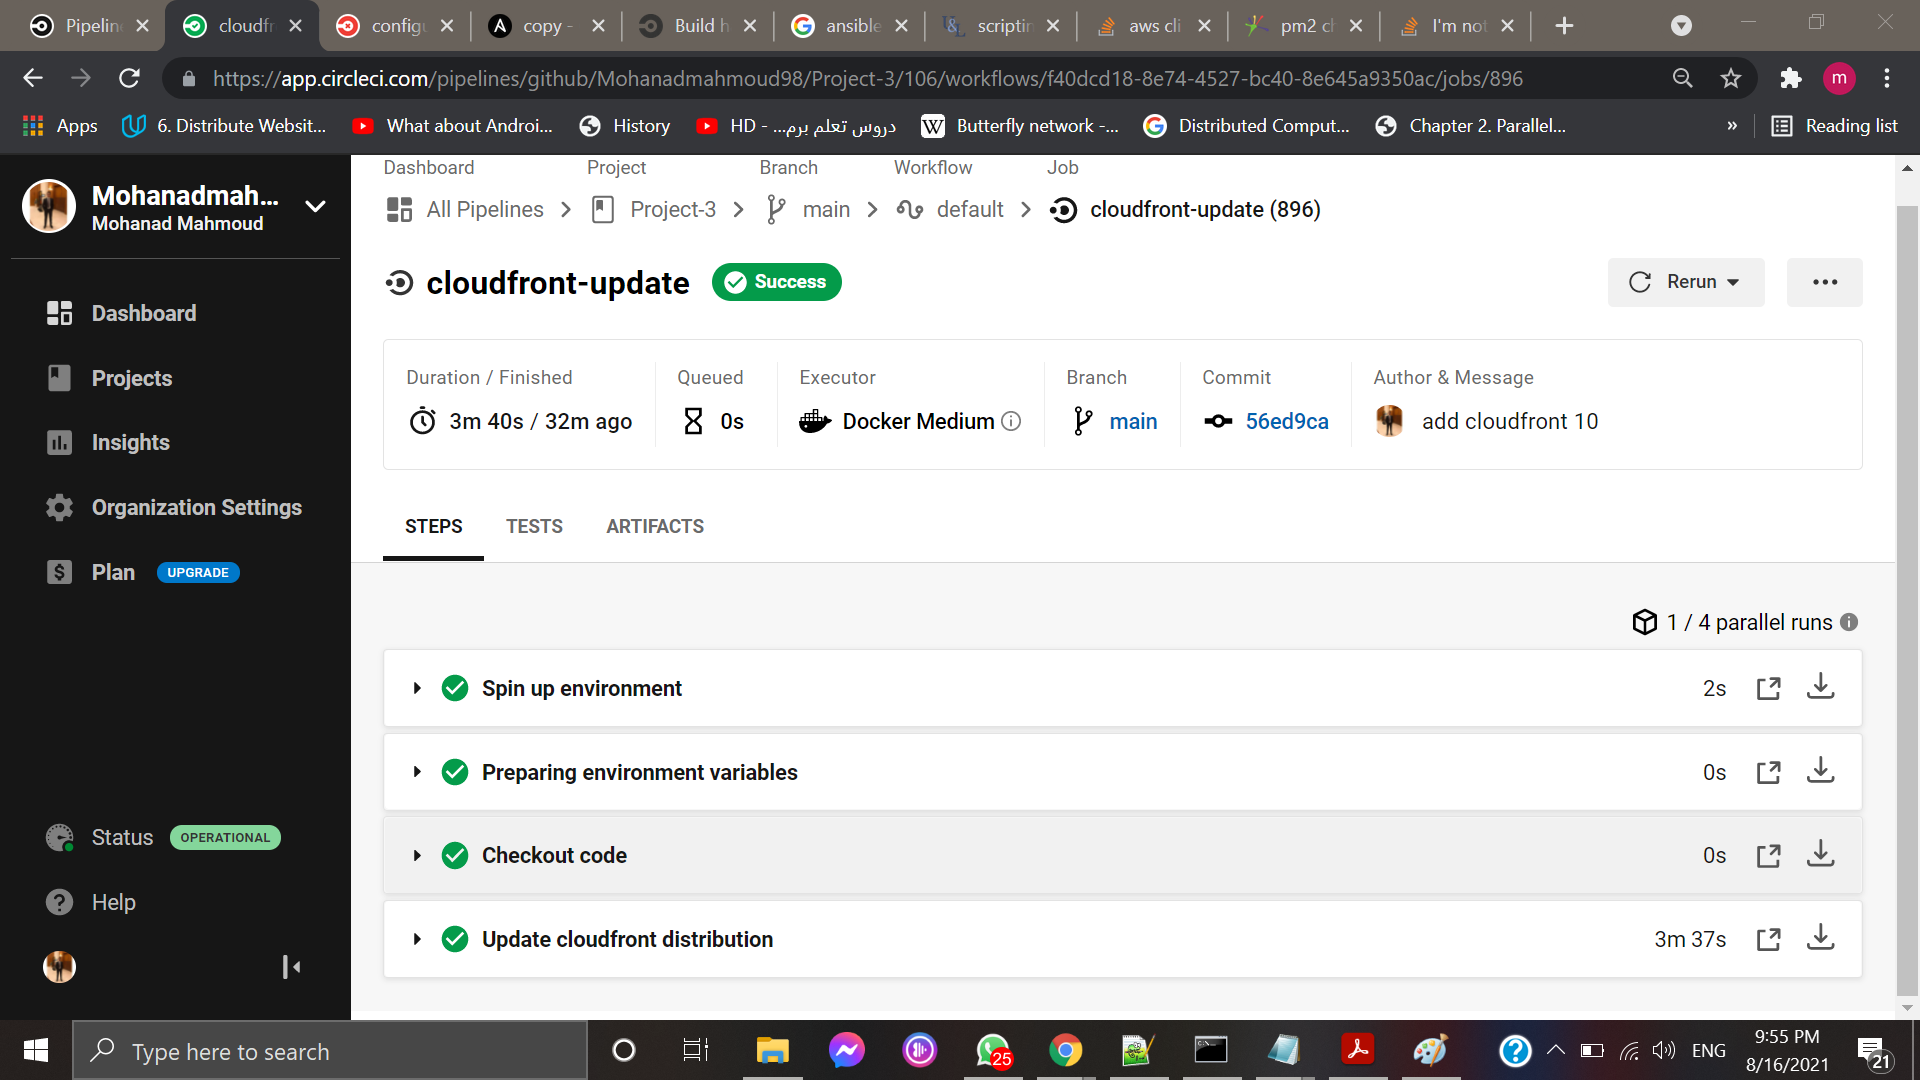 Pipelin
cloudfr
config
copy -
Build h
ansible
scriptin
aws cli
pm2 ch
I'm not
https://app.circleci.com/pipelines/github/Mohanadmahmoud98/Project-3/106/workflows/f40dcd18-8e74-4527-bc40-8e645a9350ac/jobs/896
m
Apps
6. Distribute Websit...
What about Androi...
History
HD - ...دروس تعلم برم
Butterfly network -...
Distributed Comput...
Chapter 2. Parallel...
»
Reading list
Mohanadmah...
Mohanad Mahmoud
Dashboard
Projects
Insights
Organization Settings
Plan UPGRADE
Status OPERATIONAL
Help
Dashboard Project Branch Workflow Job
All Pipelines Project-3 main default cloudfront-update (896)
cloudfront-update Success
Rerun
Duration / Finished
3m 40s / 32m ago
Queued
0s
Executor
Docker Medium
Branch
main
Commit
56ed9ca
Author & Message
add cloudfront 10
STEPS TESTS ARTIFACTS
1 / 4 parallel runs
Spin up environment 2s
Preparing environment variables 0s
Checkout code 0s
Update cloudfront distribution 3m 37s
Type here to search
25
ENG
9:55 PM
8/16/2021
21